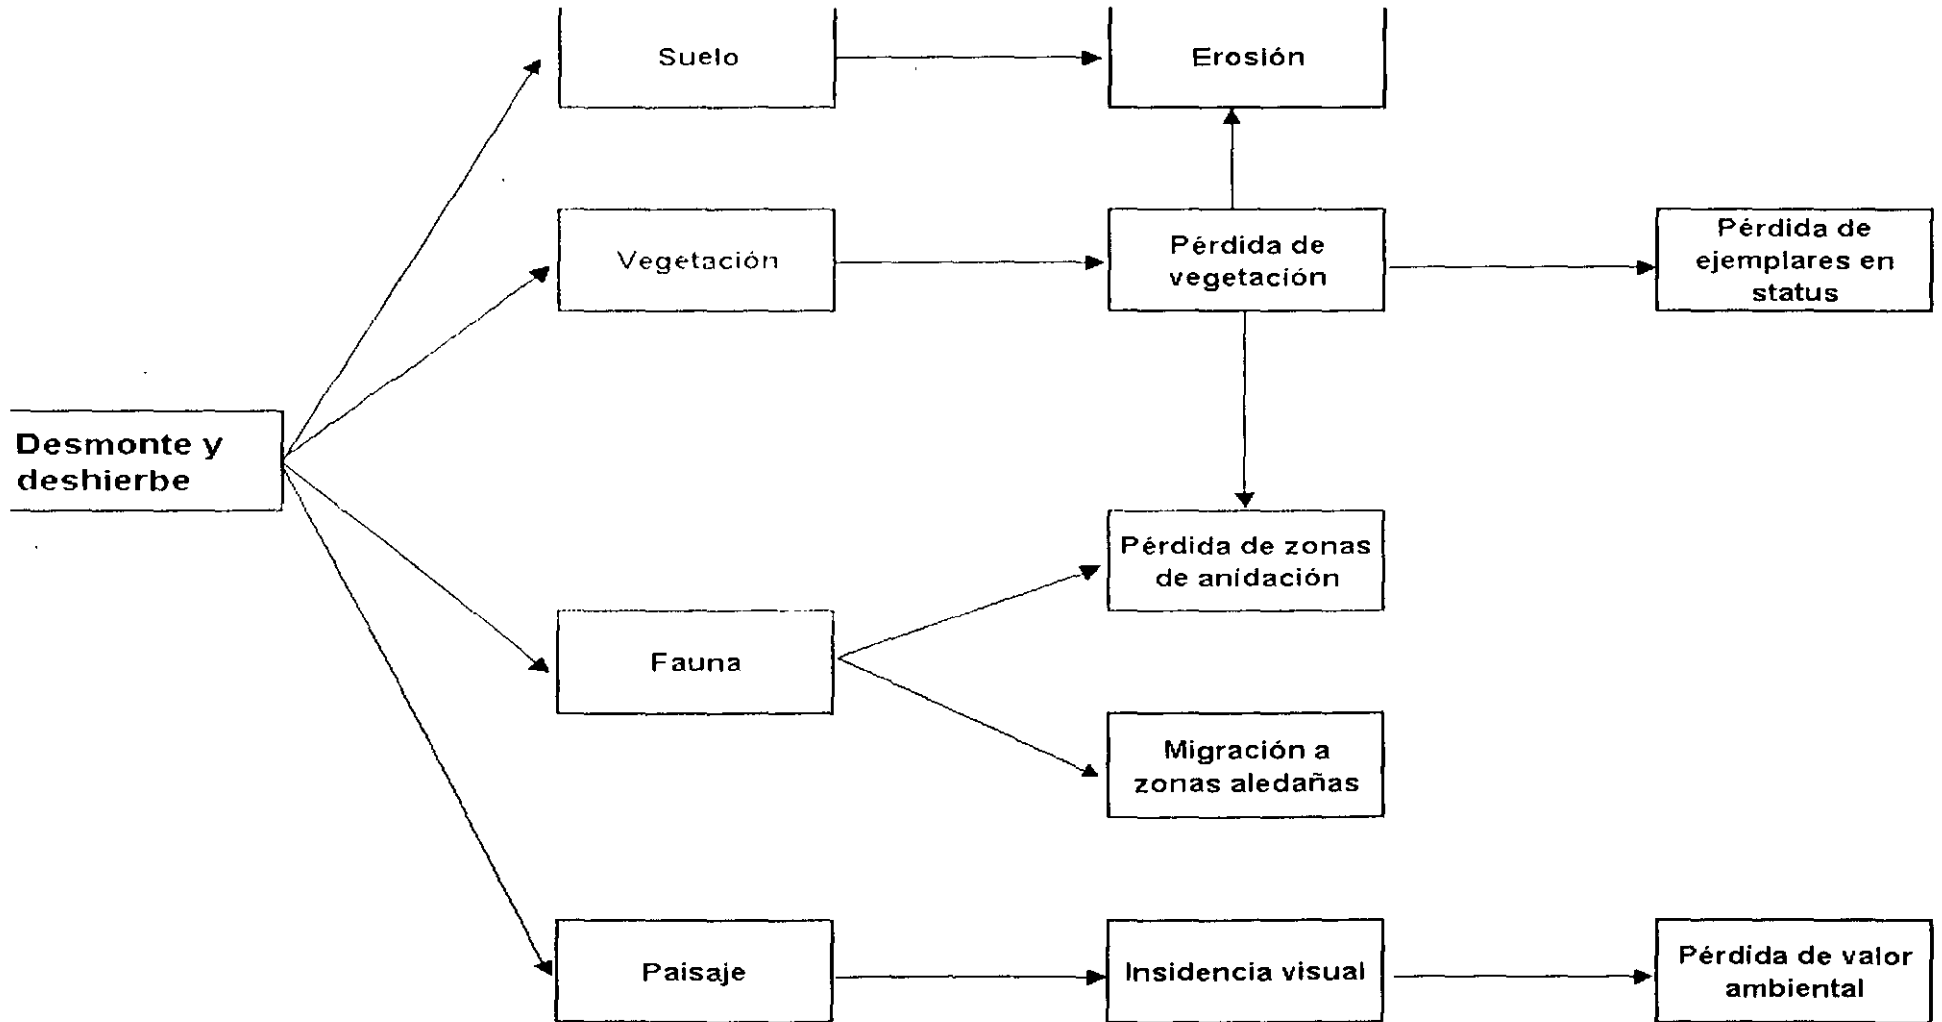 Suelo
Erosión
Vegetación
Pérdida de
vegetación
Pérdida de
ejemplares en
status
Desmonte y
deshierbe
Pérdida de zonas
de anidación
Fauna
Migración a
zonas aledañas
Paisaje
Insidencia visual
Pérdida de valor
ambiental